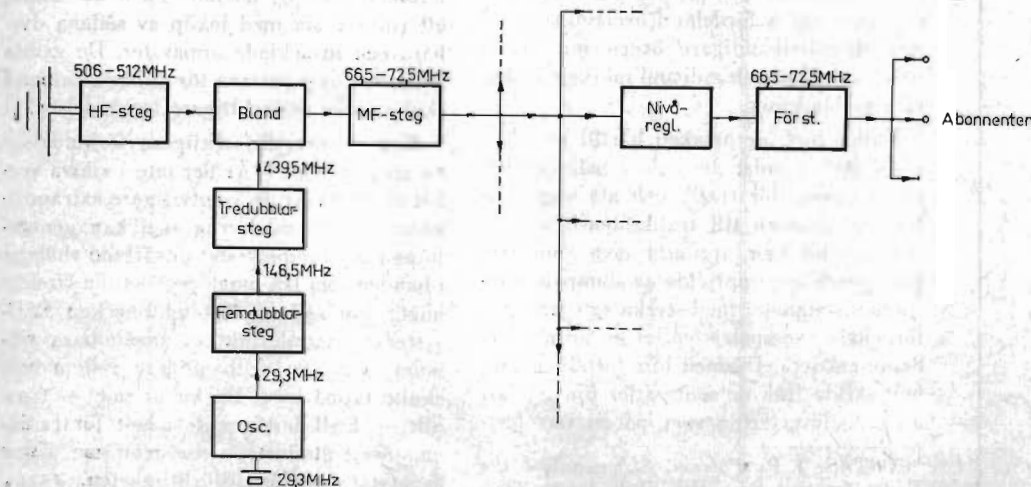 506–512MHz
HF-steg
Bland
66,5–72,5MHz
MF-steg
Nivå-
regl.
66,5–72,5MHz
Först.
Abonnenten
439,5MHz
Tredubblar-
steg
146,5MHz
Femdubblar-
steg
29,3MHz
Osc.
29,3MHz